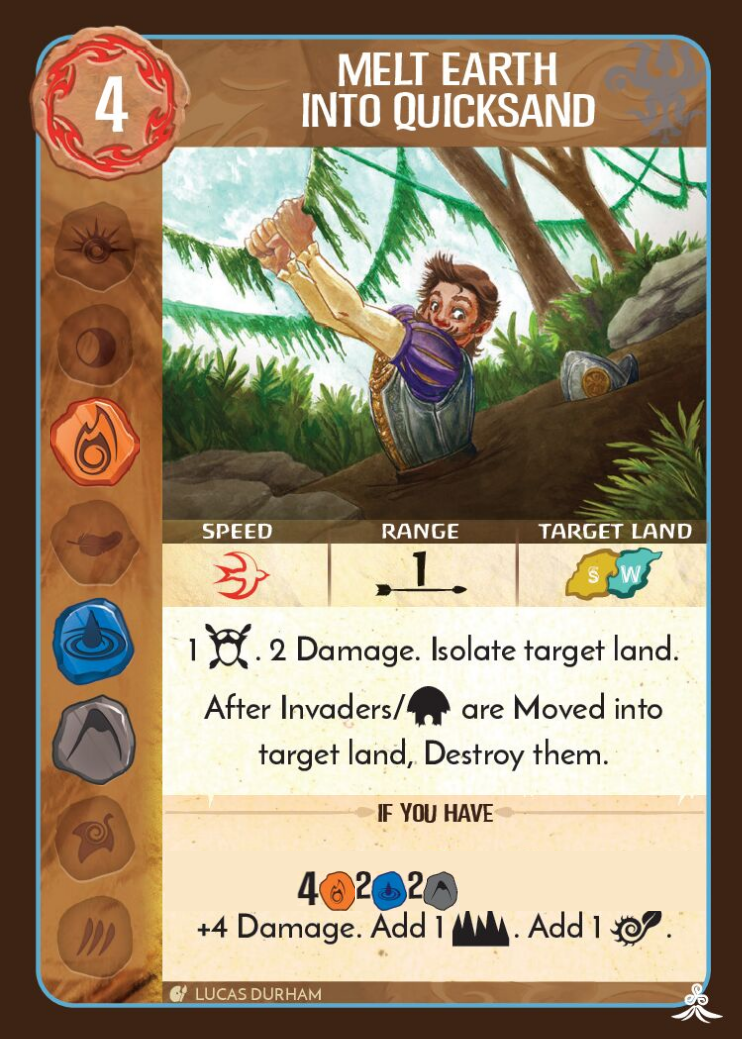 4
MELT EARTH
INTO QUICKSAND
SPEED RANGE TARGET LAND
1 S W
1 . 2 Damage. Isolate target land.
After Invaders/ are Moved into
target land, Destroy them.
IF YOU HAVE
4 2 2
+4 Damage. Add 1 . Add 1 .
LUCAS DURHAM